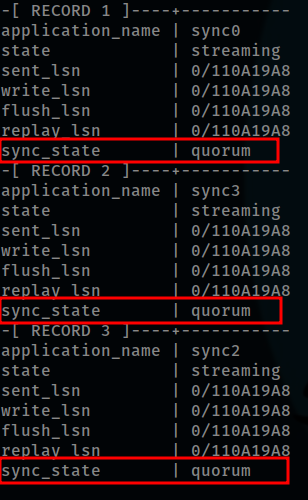 -[ RECORD 1 ]----+-----------
application_name | sync0
state            | streaming
sent_lsn         | 0/110A19A8
write_lsn        | 0/110A19A8
flush_lsn        | 0/110A19A8
replay_lsn       | 0/110A19A8
sync_state       | quorum
-[ RECORD 2 ]----+-----------
application_name | sync3
state            | streaming
sent_lsn         | 0/110A19A8
write_lsn        | 0/110A19A8
flush_lsn        | 0/110A19A8
replay_lsn       | 0/110A19A8
sync_state       | quorum
-[ RECORD 3 ]----+-----------
application_name | sync2
state            | streaming
sent_lsn         | 0/110A19A8
write_lsn        | 0/110A19A8
flush_lsn        | 0/110A19A8
replay_lsn       | 0/110A19A8
sync_state       | quorum